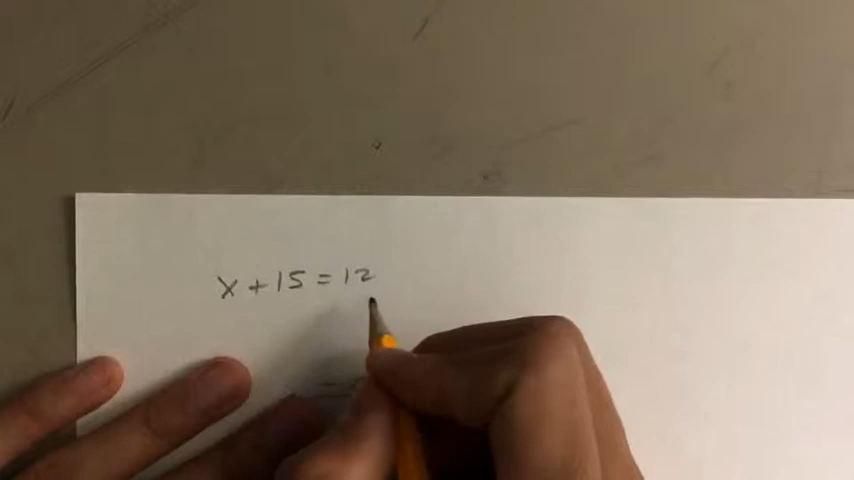 x + 15 = 12